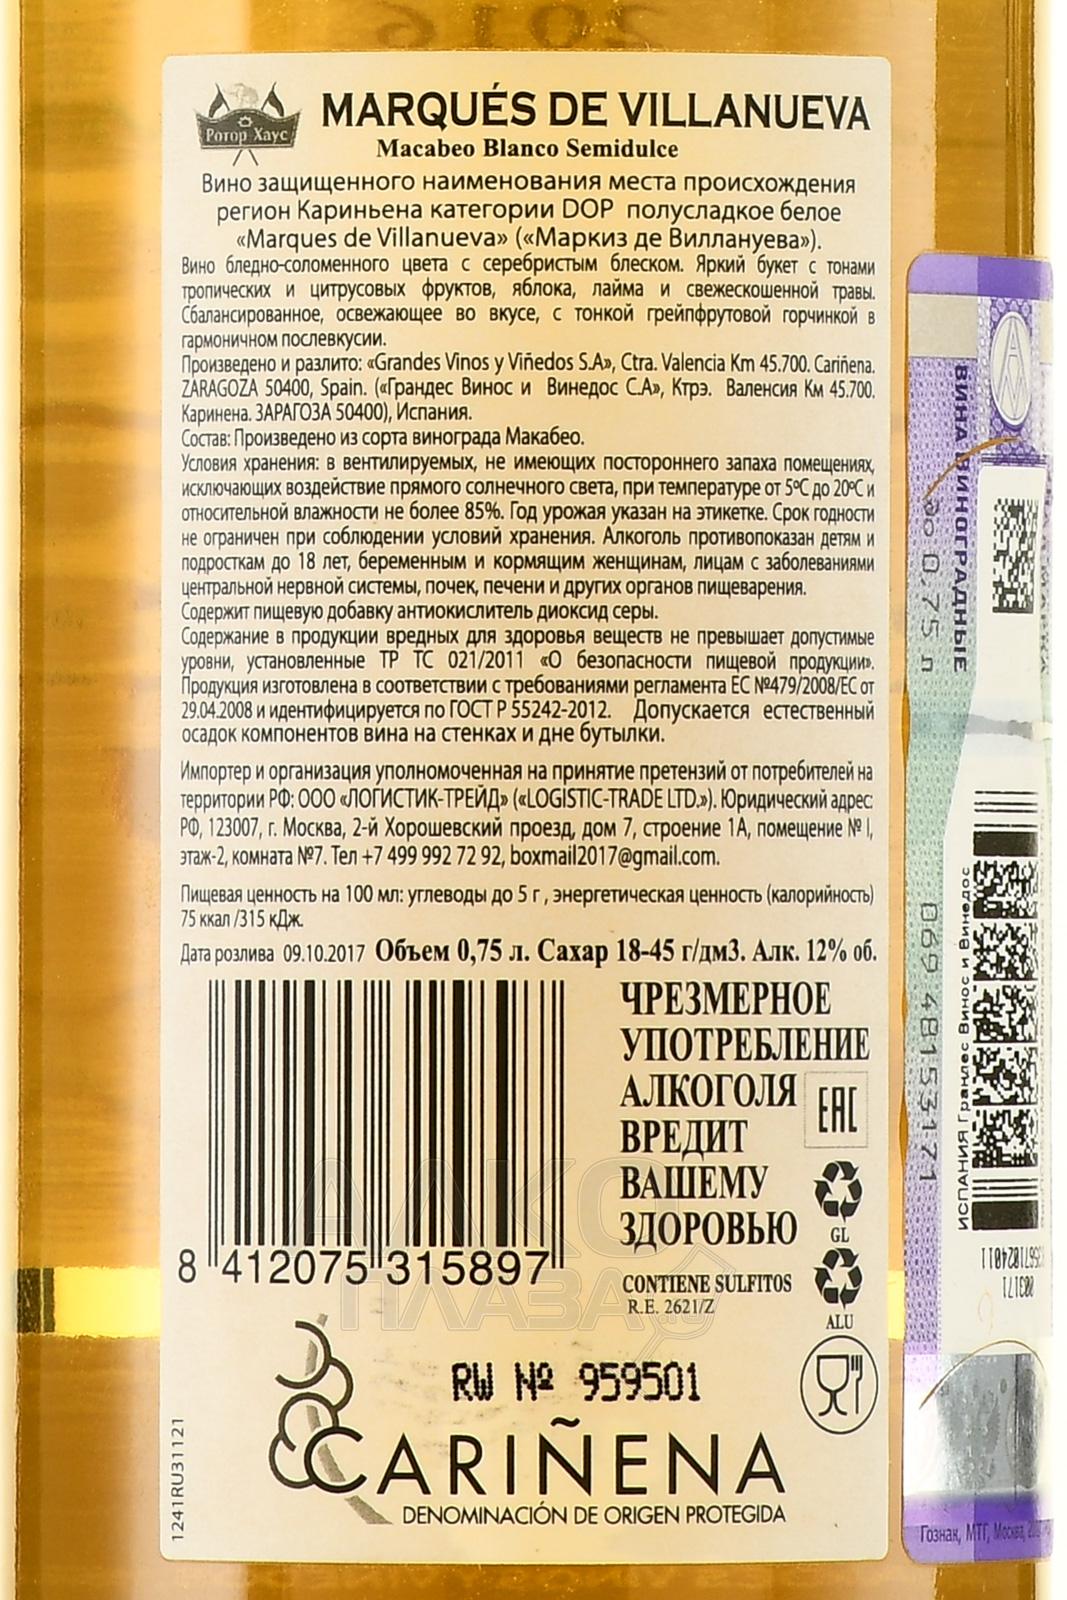 2016
Ротор Хаус
MARQUÉS DE VILLANUEVA
Macabeo Blanco Semidulce
Вино защищенного наименования места происхождения
регион Кариньена категории DOP полусладкое белое
«Marques de Villanueva» («Маркиз де Виллануева»).
Вино бледно-соломенного цвета с серебристым блеском. Яркий букет с тонами
тропических и цитрусовых фруктов, яблока, лайма и свежескошенной травы.
Сбалансированное, освежающее во вкусе, с тонкой грейпфрутовой горчинкой в
гармоничном послевкусии.
Произведено и разлито: «Grandes Vinos y Viñedos S.A», Ctra. Valencia Km 45.700. Cariñena.
ZARAGOZA 50400, Spain. («Грандес Винос и Винедос С.А», Ктрэ. Валенсия Км 45.700.
Каринена. ЗАРАГОЗА 50400), Испания.
Состав: Произведено из сорта винограда Макабео.
Условия хранения: в вентилируемых, не имеющих постороннего запаха помещениях,
исключающих воздействие прямого солнечного света, при температуре от 5ºС до 20ºС и
относительной влажности не более 85%. Год урожая указан на этикетке. Срок годности
не ограничен при соблюдении условий хранения. Алкоголь противопоказан детям и
подросткам до 18 лет, беременным и кормящим женщинам, лицам с заболеваниями
центральной нервной системы, почек, печени и других органов пищеварения.
Содержит пищевую добавку антиокислитель диоксид серы.
Содержание в продукции вредных для здоровья веществ не превышает допустимые
уровни, установленные ТР ТС 021/2011 «О безопасности пищевой продукции».
Продукция изготовлена в соответствии с требованиями регламента ЕС №479/2008/ЕС от
29.04.2008 и идентифицируется по ГОСТ Р 55242-2012. Допускается естественный
осадок компонентов вина на стенках и дне бутылки.
Импортер и организация уполномоченная на принятие претензий от потребителей на
территории РФ: ООО «ЛОГИСТИК-ТРЕЙД» («LOGISTIC-TRADE LTD.»). Юридический адрес:
РФ, 123007, г. Москва, 2-й Хорошевский проезд, дом 7, строение 1А, помещение № I,
этаж-2, комната №7. Тел +7 499 992 72 92, boxmail2017@gmail.com.
Пищевая ценность на 100 мл: углеводы до 5 г , энергетическая ценность (калорийность)
75 ккал /315 кДж.
Дата розлива 09.10.2017 Объем 0,75 л. Сахар 18-45 г/дм3. Алк. 12% об.
ЧРЕЗМЕРНОЕ
УПОТРЕБЛЕНИЕ
АЛКОГОЛЯ
ВРЕДИТ
ВАШЕМУ
ЗДОРОВЬЮ
EAC
GL
ALU
8 412075 315897
CONTIENE SULFITOS
R.E. 2621/Z
RW № 959501
CARIÑENA
DENOMINACIÓN DE ORIGEN PROTEGIDA
1241RU31121
АЛКО
ПЛАЗА
.ru
ВИНА ВИНОГРАДНЫЕ
до 0,75 л
069 48153171
ИСПАНИЯ Грандес Винос и Винедос
003171
Гознак, МТГ, Москва,